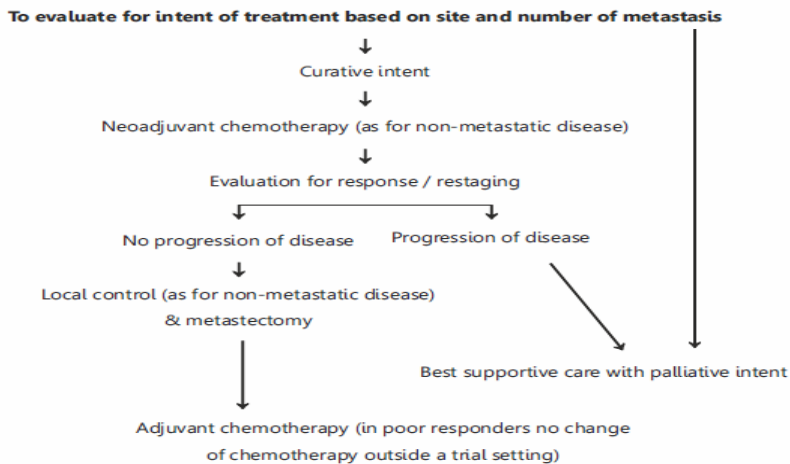 To evaluate for intent of treatment based on site and number of metastasis
Curative intent
Neoadjuvant chemotherapy (as for non-metastatic disease)
Evaluation for response / restaging
No progression of disease
Progression of disease
Local control (as for non-metastatic disease)
& metastectomy
Best supportive care with palliative intent
Adjuvant chemotherapy (in poor responders no change
of chemotherapy outside a trial setting)